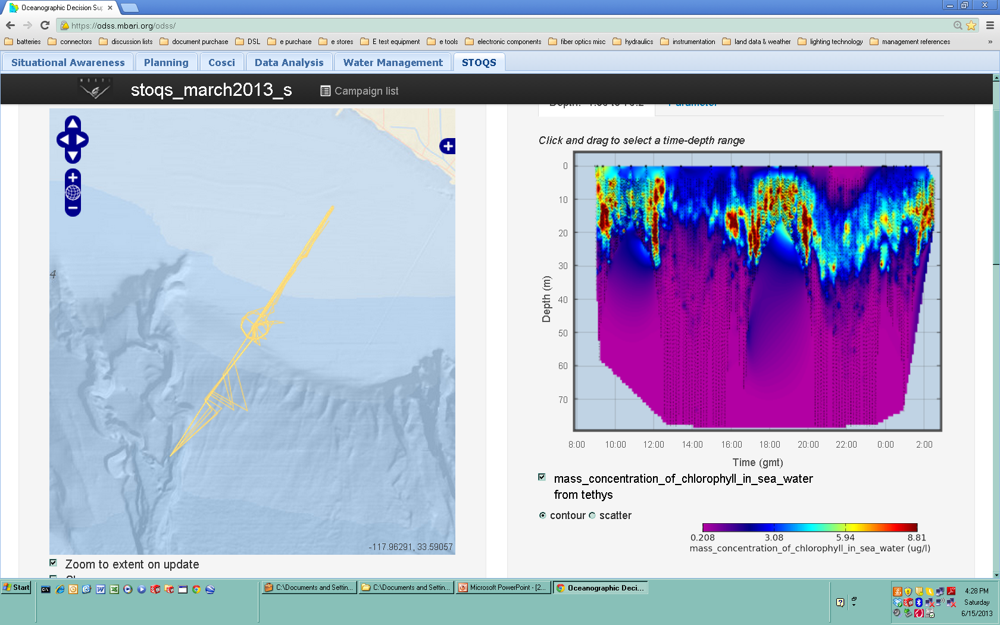 Oceanographic Decision Sup
https://odss.mbari.org/odss/
batteries connectors discussion lists document purchase DSL e purchase e stores E test equipment e tools electronic components fiber optics misc hydraulics instrumentation land data & weather lighting technology management references »
Situational Awareness Planning Cosci Data Analysis Water Management STOQS
stoqs_march2013_s Campaign list
Parameter
Click and drag to select a time-depth range
4
-117.96291, 33.59057
Depth (m)
0
10
20
30
40
50
60
70
8:00 10:00 12:00 14:00 16:00 18:00 20:00 22:00 0:00 2:00
Time (gmt)
mass_concentration_of_chlorophyll_in_sea_water
from tethys
contour scatter
0.208 3.08 5.94 8.81
mass_concentration_of_chlorophyll_in_sea_water (ug/l)
Zoom to extent on update
Start
C:\Documents and Settin... C:\Documents and Settin... Microsoft PowerPoint - [2... Oceanographic Deci...
4:28 PM
Saturday
6/15/2013